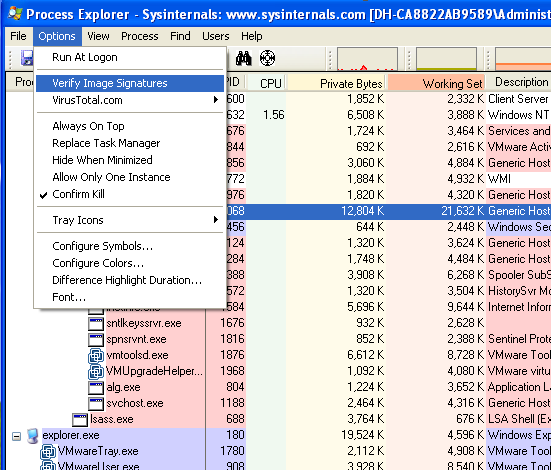 Process Explorer - Sysinternals: www.sysinternals.com [DH-CA8822AB9589\Administ
File Options View Process Find Users Help
Run At Logon
Verify Image Signatures
VirusTotal.com
Always On Top
Replace Task Manager
Hide When Minimized
Allow Only One Instance
Confirm Kill
Tray Icons
Configure Symbols...
Configure Colors...
Difference Highlight Duration...
Font...
Proc PID CPU Private Bytes Working Set Description
600 1,852 K 2,332 K Client Server
632 1.56 6,508 K 3,888 K Windows NT
676 1,724 K 3,464 K Services and
844 692 K 2,616 K VMware Activ
856 3,060 K 4,884 K Generic Host
772 1,884 K 4,932 K WMI
976 1,820 K 4,320 K Generic Host
068 12,804 K 21,632 K Generic Host
456 644 K 2,448 K Windows Sec
124 1,320 K 3,624 K Generic Host
248 1,748 K 4,484 K Generic Host
388 3,908 K 6,268 K Spooler SubS
572 1,320 K 3,504 K HistorySvr Mo
584 5,696 K 9,644 K Internet Infor
sntlkeysrvr.exe 1676 932 K 2,628 K
spnsrvnt.exe 1816 852 K 2,388 K Sentinel Prote
vmtoolsd.exe 1876 6,612 K 8,728 K VMware Tool
VMUpgradeHelper... 1968 1,092 K 4,080 K VMware virtu
alg.exe 804 1,224 K 3,652 K Application La
svchost.exe 444 2,464 K 4,316 K Generic Host
lsass.exe 688 3,764 K 676 K LSA Shell (Ex
explorer.exe 180 19,524 K 4,596 K Windows Exp
VMwareTray.exe 1780 2,112 K 4,908 K VMware Tool
VMwareUser.exe 908 3,928 K VMware Tool